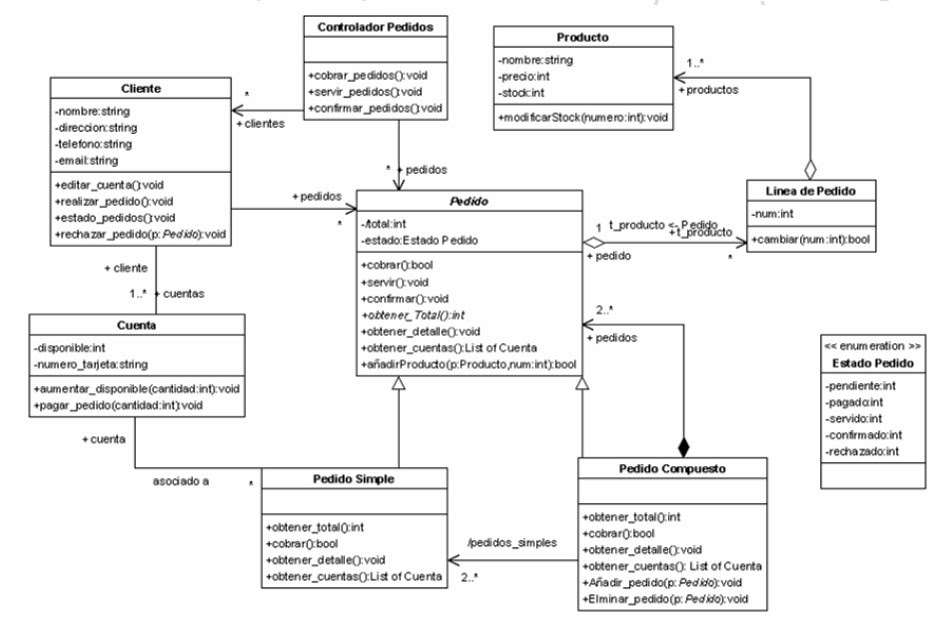 Controlador Pedidos
+cobrar_pedidos():void
+servir_pedidos():void
+confirmar_pedidos():void
Producto
-nombre:string
-precio:int
-stock:int
+modificarStock(numero:int):void
1..*
+ productos
Cliente
-nombre:string
-direccion:string
-telefono:string
-email:string
+editar_cuenta():void
+realizar_pedido():void
+estado_pedidos():void
+rechazar_pedido(p: Pedido):void
*
+ clientes
* + pedidos
+ pedidos
*
Pedido
-/total:int
-estado:Estado Pedido
+cobrar():bool
+servir():void
+confirmar():void
+obtener_Total():int
+obtener_detalle():void
+obtener_cuentas():List of Cuenta
+añadirProducto(p:Producto,num:int):bool
1 t_producto <- Pedido
+t_producto
+ pedido
*
Linea de Pedido
-num:int
+cambiar(num:int):bool
+ cliente
1..* + cuentas
Cuenta
-disponible:int
-numero_tarjeta:string
+aumentar_disponible(cantidad:int):void
+pagar_pedido(cantidad:int):void
2..*
+ pedidos
<< enumeration >>
Estado Pedido
-pendiente:int
-pagado:int
-servido:int
-confirmado:int
-rechazado:int
+ cuenta
asociado a
*
Pedido Simple
+obtener_total():int
+cobrar():bool
+obtener_detalle():void
+obtener_cuentas():List of Cuenta
/pedidos_simples
2..*
Pedido Compuesto
+obtener_total():int
+cobrar():bool
+obtener_detalle():void
+obtener_cuentas(): List of Cuenta
+Añadir_pedido(p: Pedido):void
+Elminar_pedido(p: Pedido):void